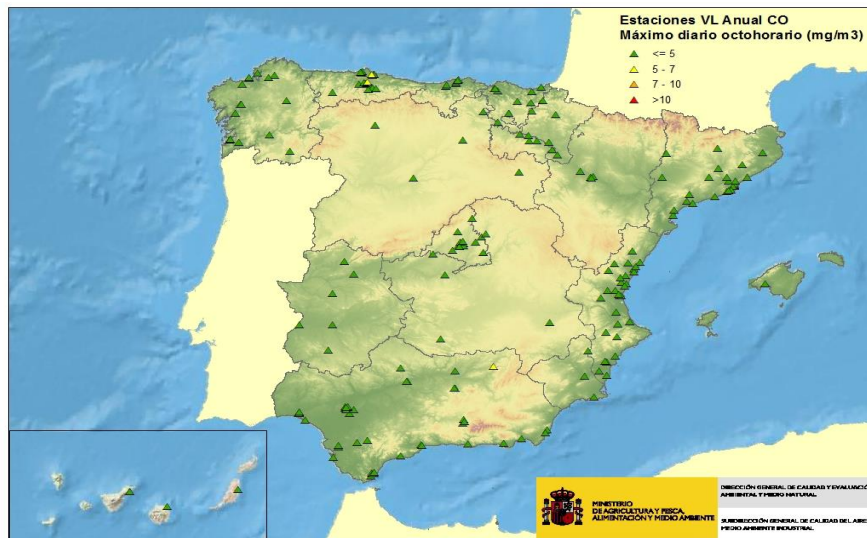 Estaciones VL Anual CO
Máximo diario octohorario (mg/m3)
<= 5
5 - 7
7 - 10
>10
MINISTERIO
DE AGRICULTURA Y PESCA,
ALIMENTACIÓN Y MEDIO AMBIENTE
DIRECCIÓN GENERAL DE CALIDAD Y EVALUACIÓ
AMBIENTAL Y MEDIO NATURAL
SUBDIRECCIÓN GENERAL DE CALIDAD DEL AIRE
MEDIO AMBIENTE INDUSTRIAL